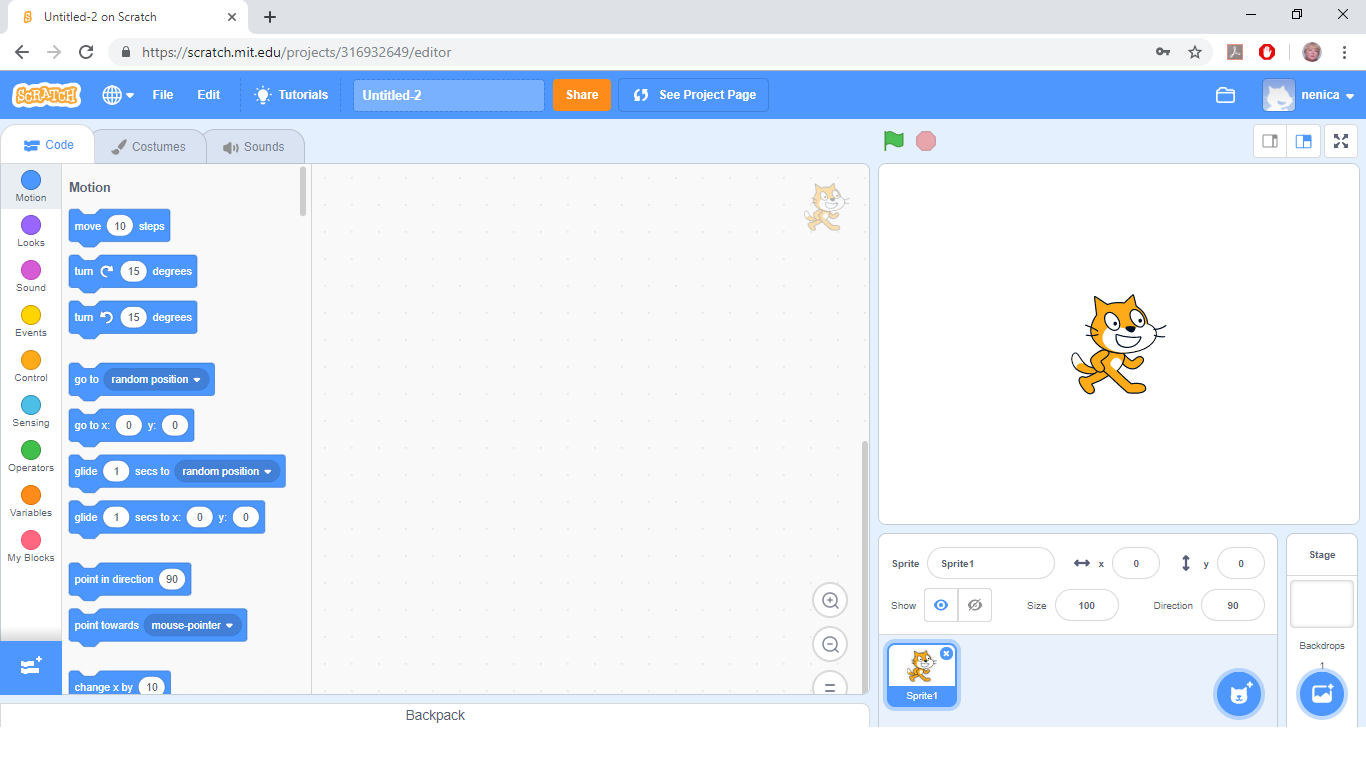 Untitled-2 on Scratch
https://scratch.mit.edu/projects/316932649/editor
SCRATCH File Edit Tutorials Untitled-2 Share See Project Page nenica
Code Costumes Sounds
Motion
Looks
Sound
Events
Control
Sensing
Operators
Variables
My Blocks
Motion
move 10 steps
turn 15 degrees
turn 15 degrees
go to random position
go to x: 0 y: 0
glide 1 secs to random position
glide 1 secs to x: 0 y: 0
point in direction 90
point towards mouse-pointer
change x by 10
Backpack
Sprite Sprite1 x 0 y 0
Show Size 100 Direction 90
Sprite1
Stage
Backdrops
1